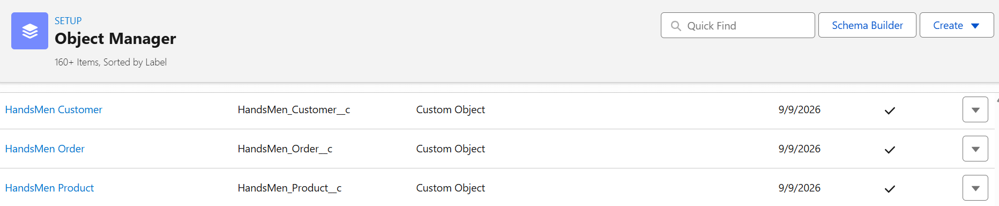 SETUP
Object Manager
160+ Items, Sorted by Label
Quick Find
Schema Builder
Create
HandsMen Customer HandsMen_Customer__c Custom Object 9/9/2026
HandsMen Order HandsMen_Order__c Custom Object 9/9/2026
HandsMen Product HandsMen_Product__c Custom Object 9/9/2026